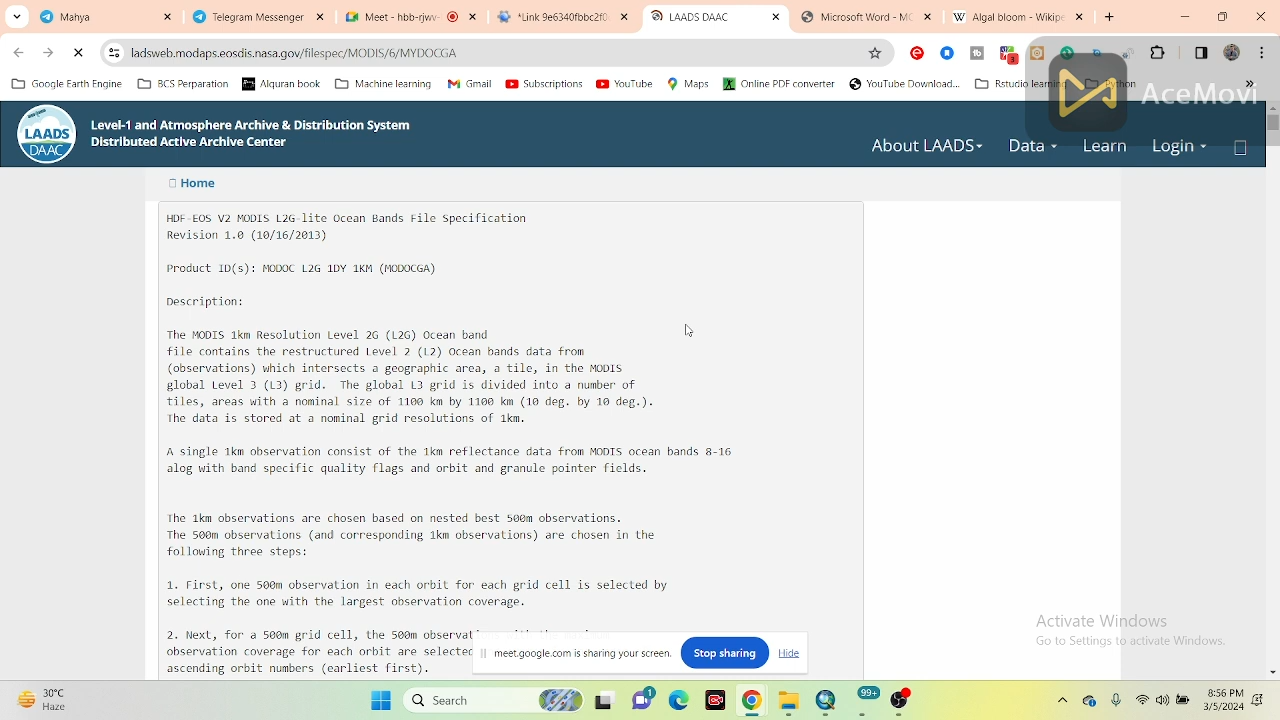 Mahya
Telegram Messenger
Meet - hbb-rjwv-
*Link 9e6340fbbc2f0
LAADS DAAC
Microsoft Word - MO
Algal bloom - W
ladsweb.modaps.eosdis.nasa.gov/filespec/MODIS/6/MYDOCGA
Google Earth Engine
RCS Perparation
AlquimiaBook
Machine learning
Gmail
Subscriptions
YouTube
Maps
Online PDF converter
YouTube Download...
Rstudio learning
Python
AceMovi
LAADS
DAAC
Level-1 and Atmosphere Archive & Distribution System
Distributed Active Archive Center
About LAADS
Data
Learn
Login
Home
HDF-EOS V2 MODIS L2G-lite Ocean Bands File Specification
Revision 1.0 (10/16/2013)
Product ID(s): MODOC L2G 1DY 1KM (MODOCGA)
Description:
The MODIS 1km Resolution Level 2G (L2G) Ocean band
file contains the restructured Level 2 (L2) Ocean bands data from
(observations) which intersects a geographic area, a tile, in the MODIS
global Level 3 (L3) grid. The global L3 grid is divided into a number of
tiles, areas with a nominal size of 1100 km by 1100 km (10 deg. by 10 deg.).
The data is stored at a nominal grid resolutions of 1km.
A single 1km observation consist of the 1km reflectance data from MODIS ocean bands 8-16
alog with band specific quality flags and orbit and granule pointer fields.
The 1km observations are chosen based on nested best 500m observations.
The 500m observations (and corresponding 1km observations) are chosen in the
following three steps:
1. First, one 500m observation in each orbit for each grid cell is selected by
selecting the one with the largest observation coverage.
2. Next, for a 500m grid cell, the 500m
observation coverage for each orbit are selected
ascending orbit numbers (earliest first).
meet.google.com is sharing your screen.
Stop sharing
Hide
Activate Windows
Go to Settings to activate Windows.
30°C
Haze
Search
1
99+
8:56 PM
3/5/2024